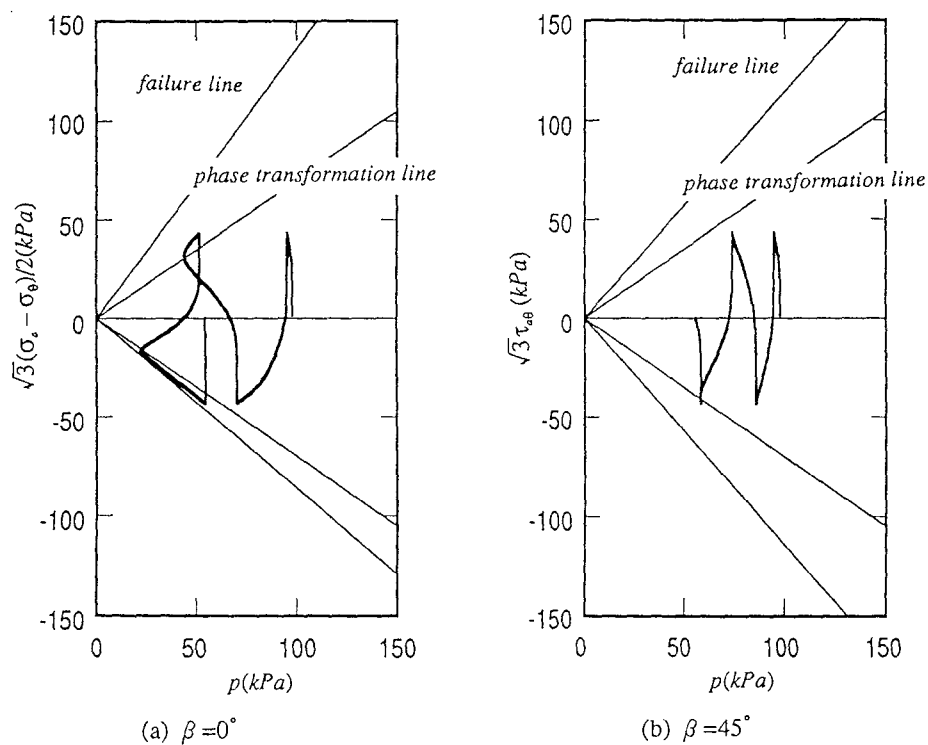 150
100
50
0
-50
-100
-150
√3(σₐ − σ_θ)/2(kPa)
failure line
phase transformation line
0
50
100
150
p(kPa)
(a) β=0°
150
100
50
0
-50
-100
-150
√3τ_aθ (kPa)
failure line
phase transformation line
0
50
100
150
p(kPa)
(b) β=45°